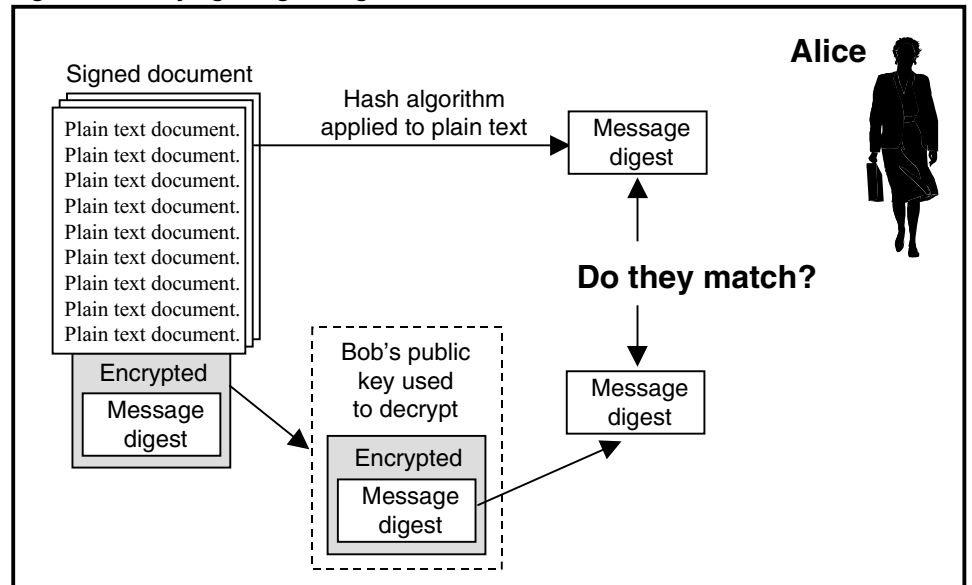 Alice
Signed document
Hash algorithm
applied to plain text
Message
digest
Plain text document.
Plain text document.
Plain text document.
Plain text document.
Plain text document.
Plain text document.
Plain text document.
Plain text document.
Plain text document.
Do they match?
Encrypted
Message
digest
Bob's public
key used
to decrypt
Encrypted
Message
digest
Message
digest